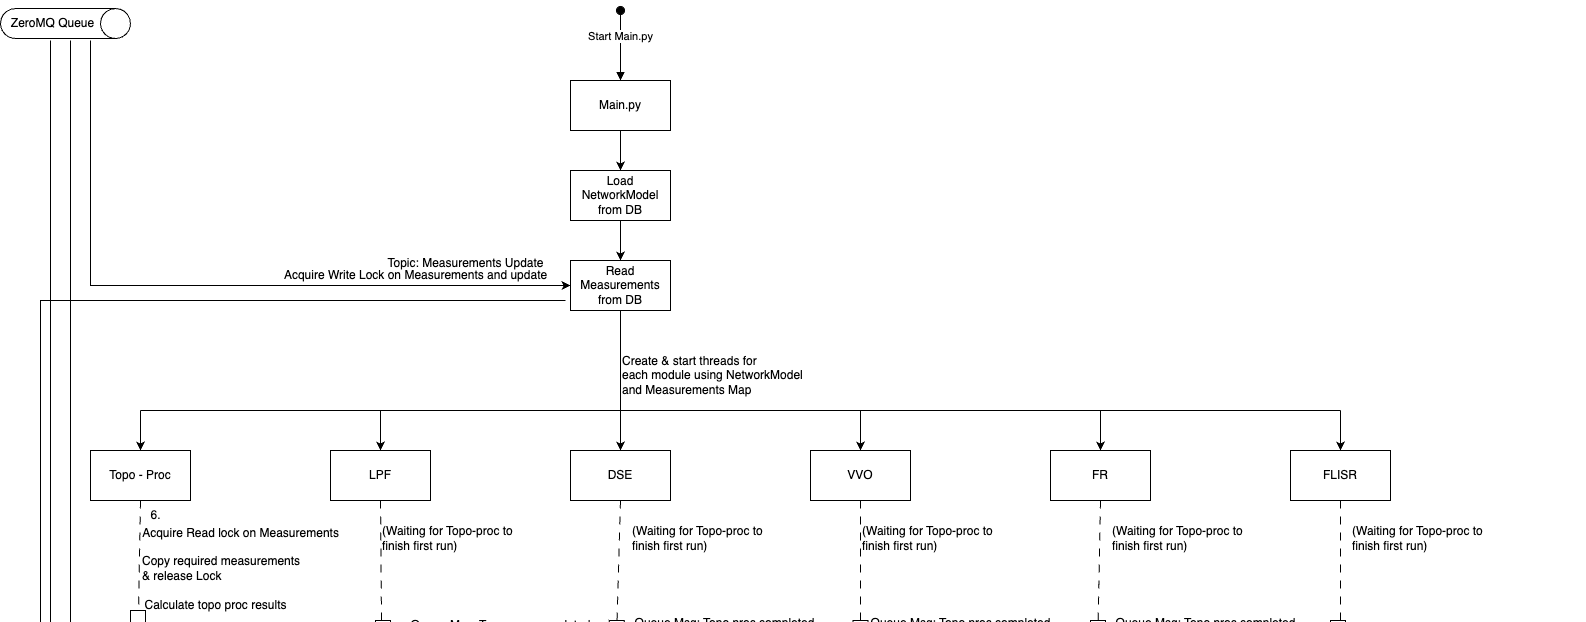 ZeroMQ Queue
Start Main.py
Main.py
Load
NetworkModel
from DB
Topic: Measurements Update
Acquire Write Lock on Measurements and update
Read
Measurements
from DB
Create & start threads for
each module using NetworkModel
and Measurements Map
Topo - Proc
LPF
DSE
VVO
FR
FLISR
6.
Acquire Read lock on Measurements
Copy required measurements
& release Lock
Calculate topo proc results
(Waiting for Topo-proc to
finish first run)
(Waiting for Topo-proc to
finish first run)
(Waiting for Topo-proc to
finish first run)
(Waiting for Topo-proc to
finish first run)
(Waiting for Topo-proc to
finish first run)
Queue Msg: Topo proc completed
Queue Msg: Topo proc completed
Queue Msg: Topo proc completed